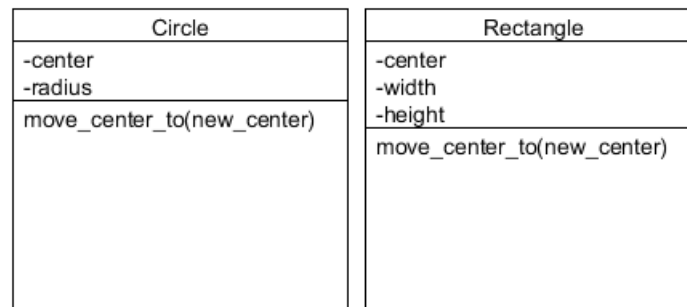 Circle
-center
-radius
move_center_to(new_center)
Rectangle
-center
-width
-height
move_center_to(new_center)